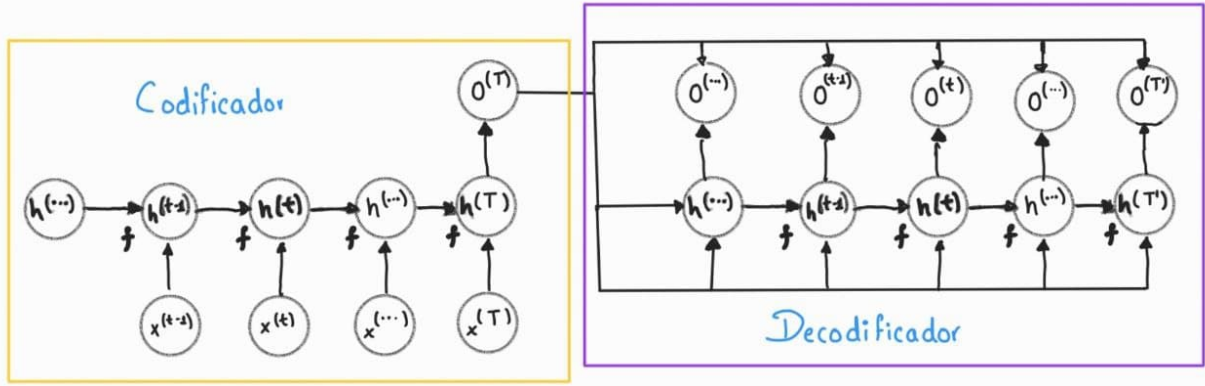 Codificador
O(T)
h(...) h(t-1) h(t) h(...) h(T)
f f f f
x(t-1) x(t) x(...) x(T)
O(...) O(t-1) O(t) O(...) O(T')
h(...) h(t-1) h(t) h(...) h(T')
f f f f
Decodificador